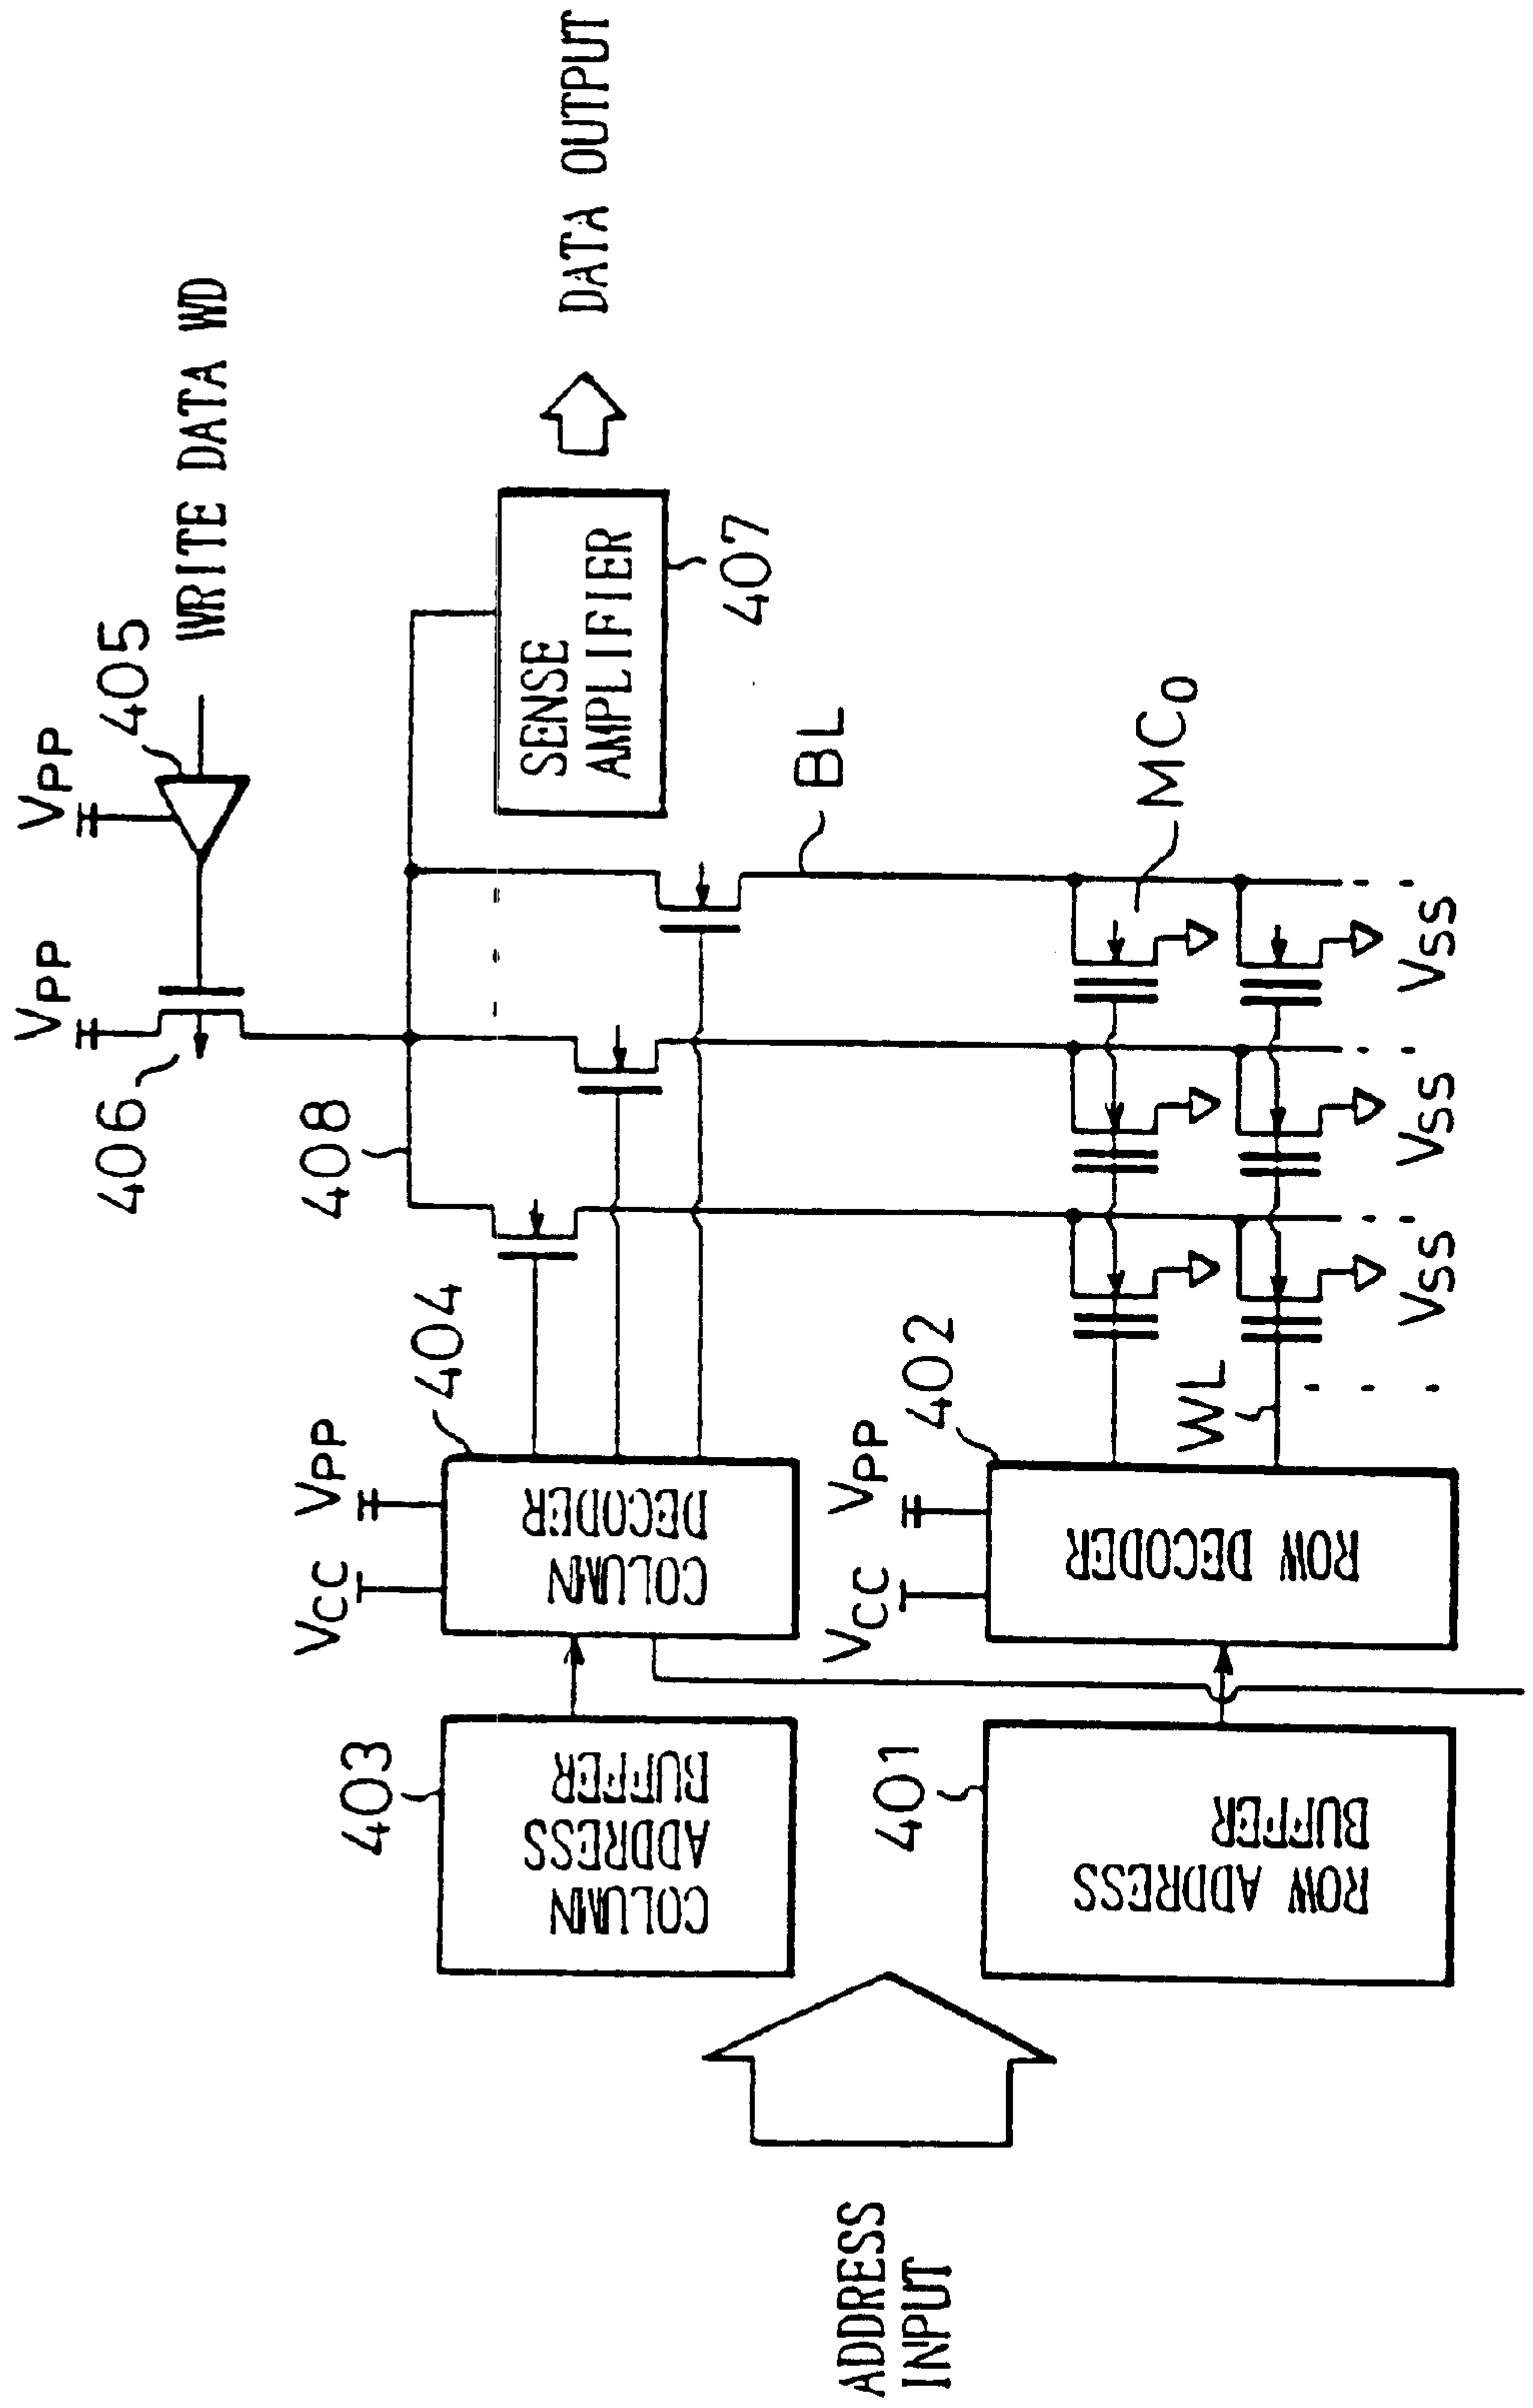 VPP
VPP
405
WRITE DATA WD
406
408
VCC
VPP
404
403
COLUMN
ADDRESS
BUFFER
COLUMN
DECODER
SENSE
AMPLIFIER
407
DATA OUTPUT
BL
ADDRESS
INPUT
VCC
VPP
402
401
ROW ADDRESS
BUFFER
ROW DECODER
WL
MC0
VSS
VSS
VSS